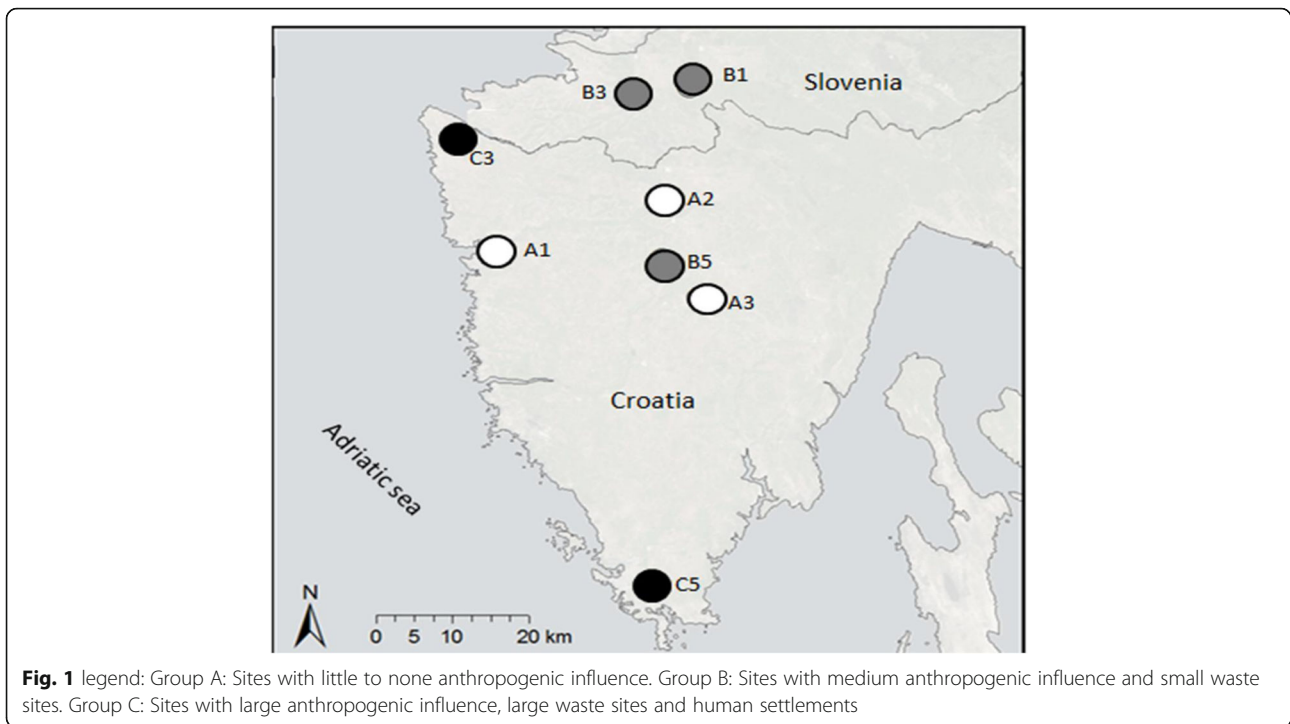 B1
Slovenia
B3
C3
A2
A1
B5
A3
Croatia
Adriatic sea
C5
N
0 5 10 20 km
Fig. 1 legend: Group A: Sites with little to none anthropogenic influence. Group B: Sites with medium anthropogenic influence and small waste
sites. Group C: Sites with large anthropogenic influence, large waste sites and human settlements